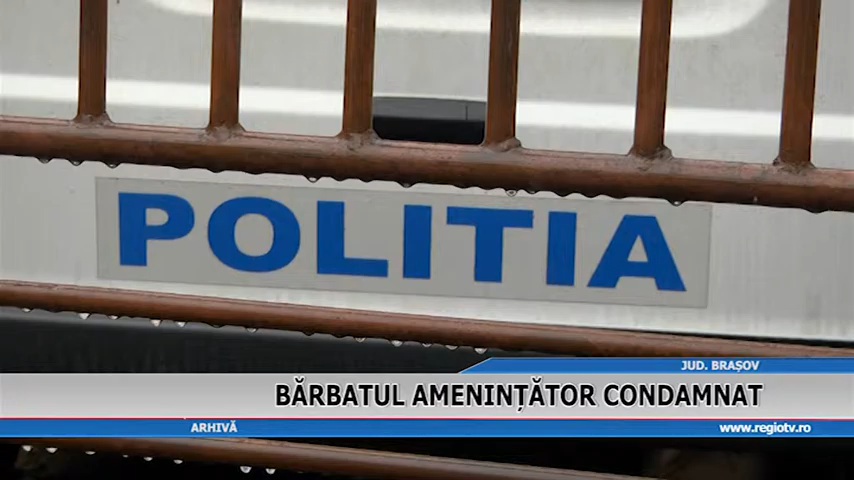 POLITIA
JUD. BRAȘOV
BĂRBATUL AMENINȚĂTOR CONDAMNAT
ARHIVĂ
www.regiotv.ro